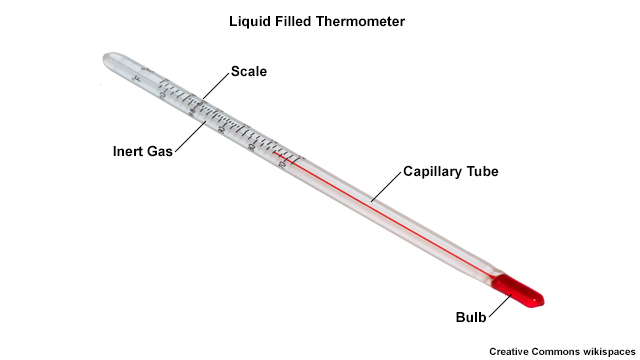 Liquid Filled Thermometer
Scale
Inert Gas
Capillary Tube
Bulb
Creative Commons wikispaces